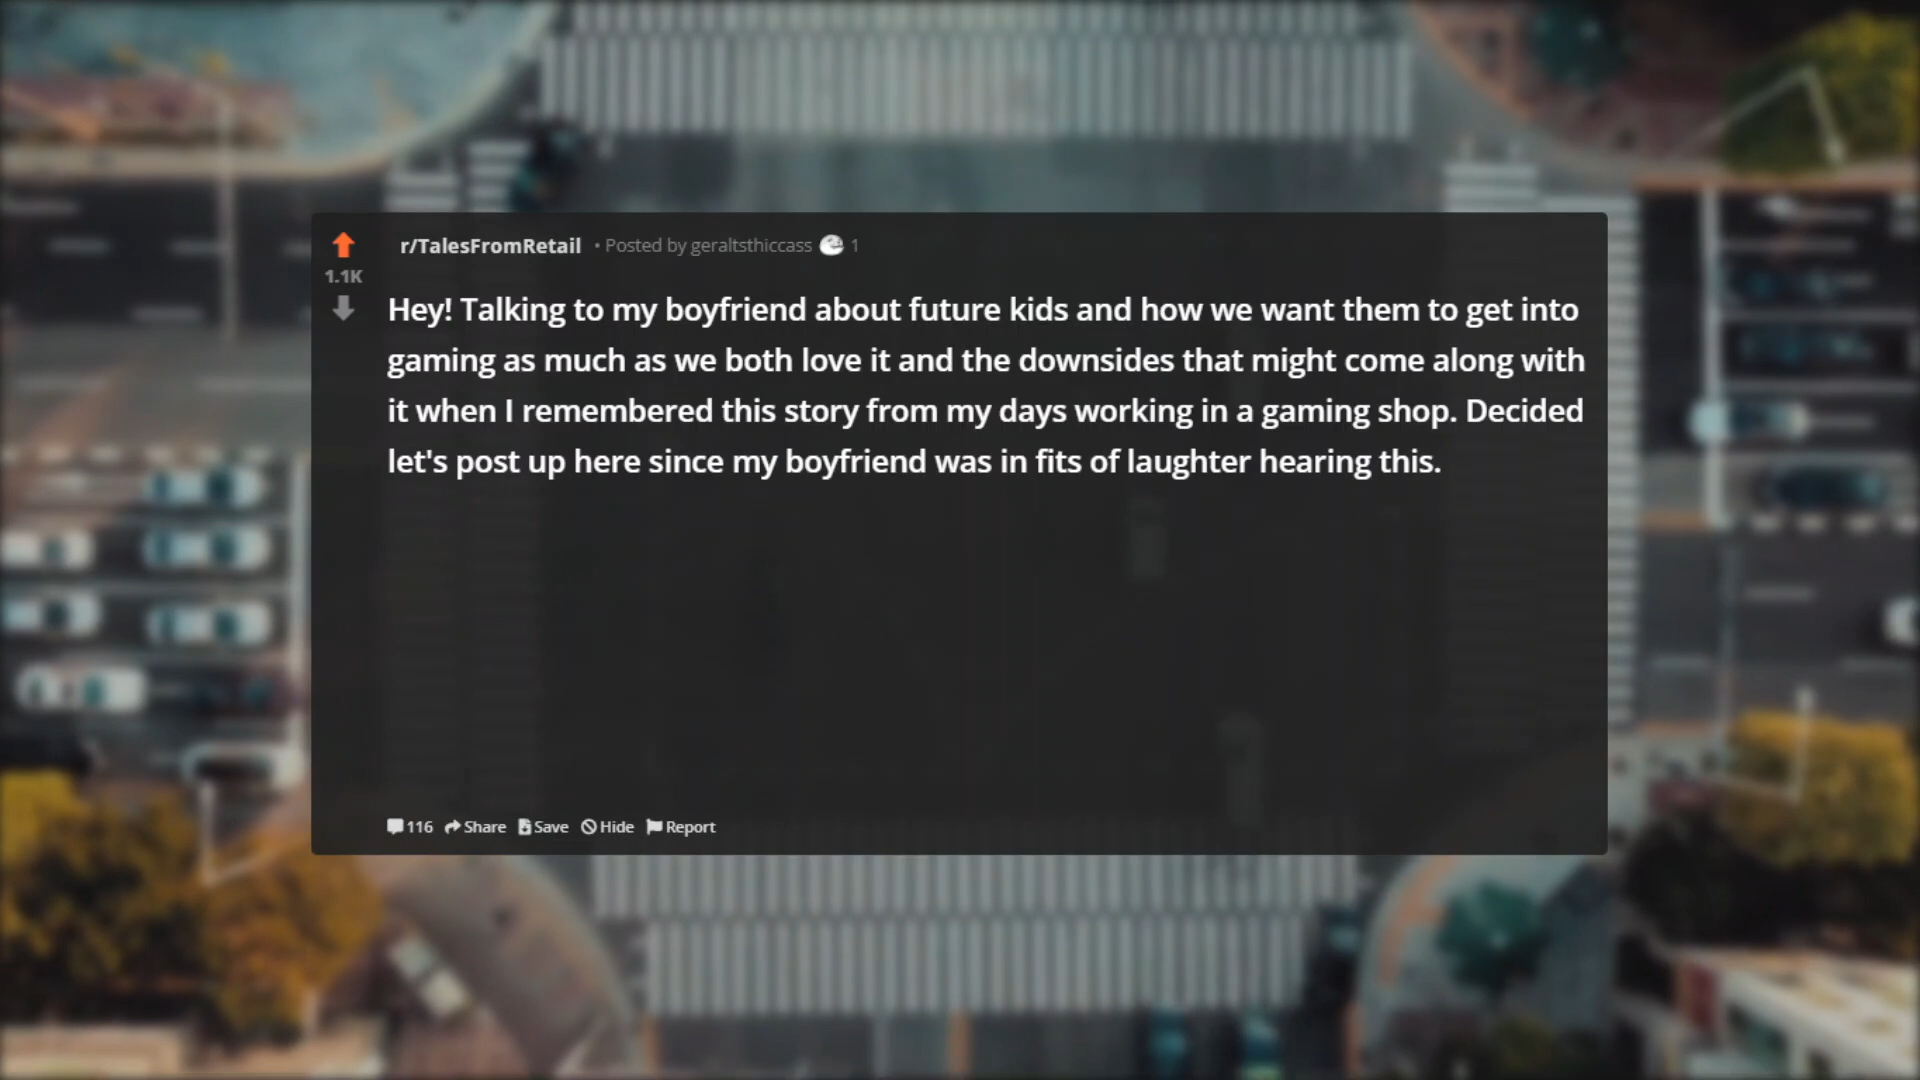 r/TalesFromRetail • Posted by geraltsthiccass 1
1.1K
Hey! Talking to my boyfriend about future kids and how we want them to get into
gaming as much as we both love it and the downsides that might come along with
it when I remembered this story from my days working in a gaming shop. Decided
let's post up here since my boyfriend was in fits of laughter hearing this.
116 Share Save Hide Report